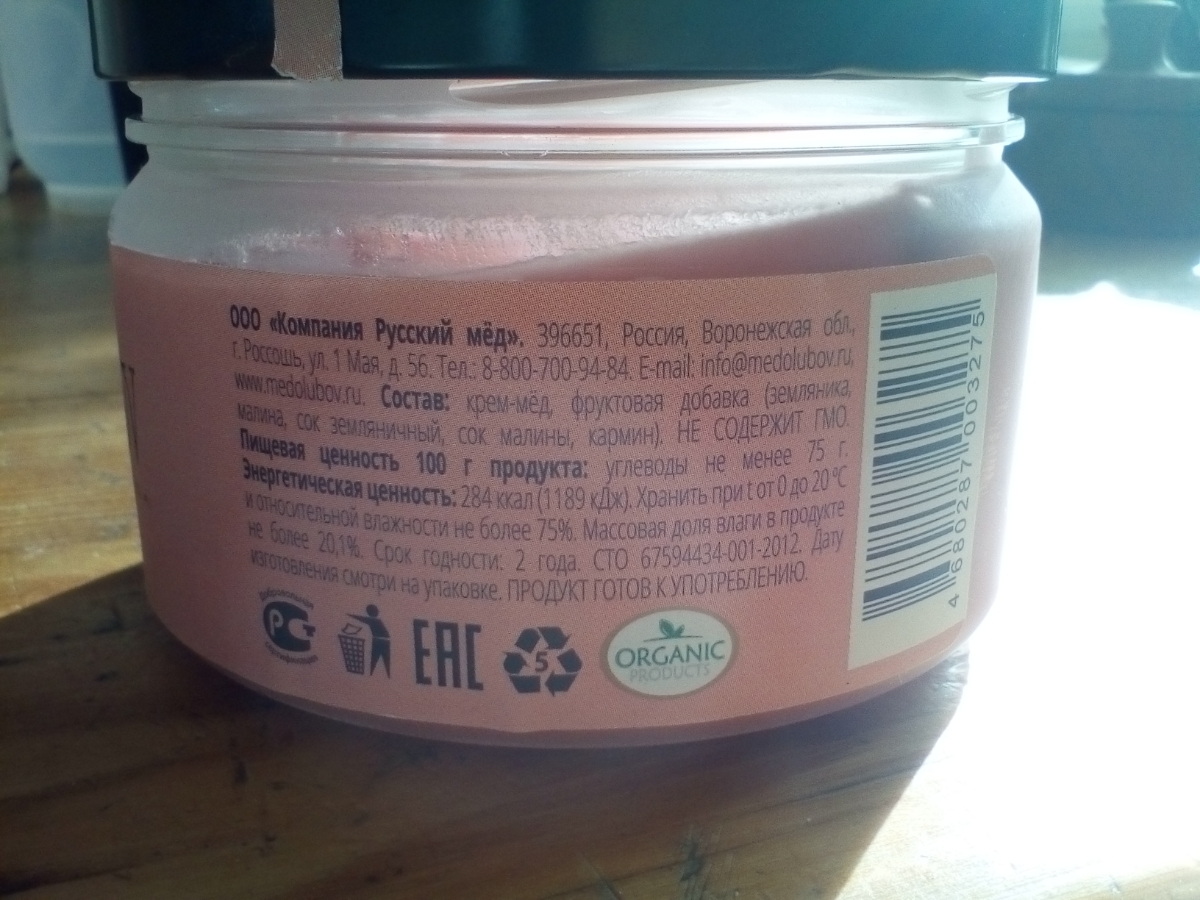 ООО «Компания Русский мёд». 396651, Россия, Воронежская обл.,
г. Россошь, ул. 1 Мая, д. 56. Тел.: 8-800-700-94-84. E-mail: info@medolubov.ru,
www.medolubov.ru. Состав: крем-мёд, фруктовая добавка (земляника,
малина, сок земляничный, сок малины, кармин). НЕ СОДЕРЖИТ ГМО.
Пищевая ценность 100 г продукта: углеводы не менее 75 г.
Энергетическая ценность: 284 ккал (1189 кДж). Хранить при t от 0 до 20 °С
и относительной влажности не более 75%. Массовая доля влаги в продукте
не более 20,1%. Срок годности: 2 года. СТО 67594434-001-2012. Дату
изготовления смотри на упаковке. ПРОДУКТ ГОТОВ К УПОТРЕБЛЕНИЮ.
Добровольная
РСТ
сертификация
ЕАС
5
ORGANIC
PRODUCTS
4 680287 003275